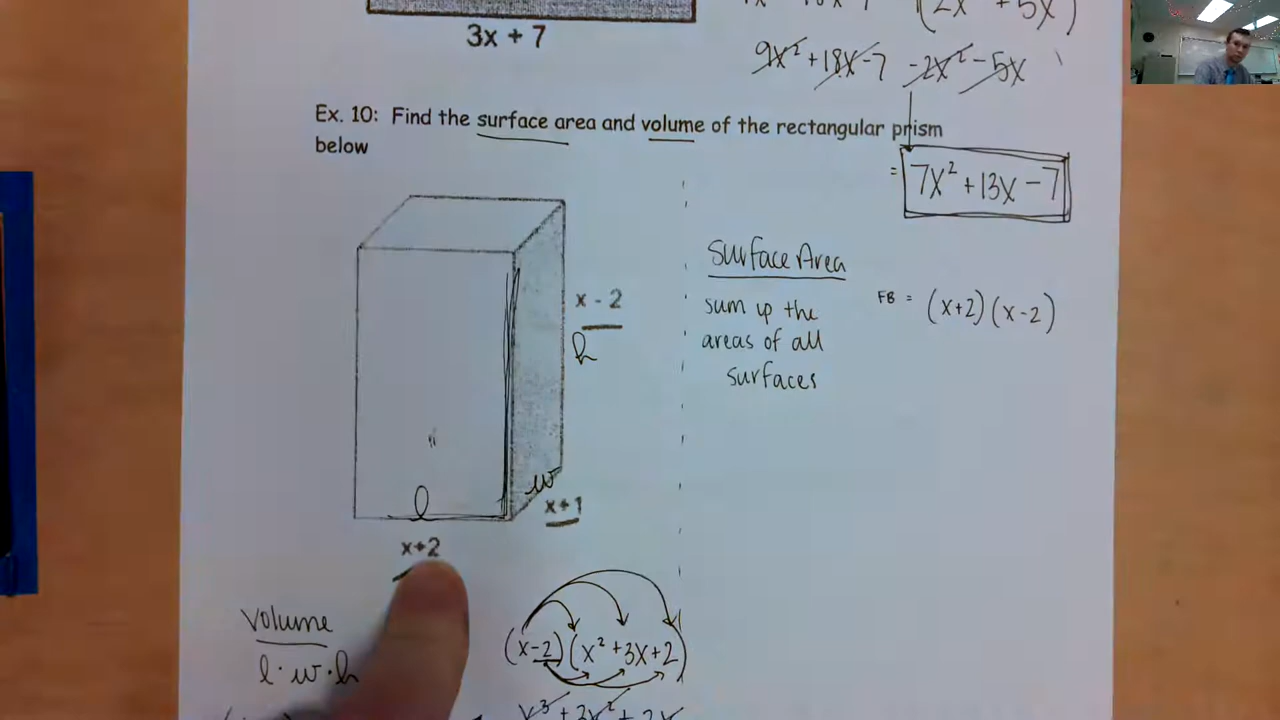 3x + 7
(2x² + 5x)
9x² + 18x - 7 - 2x² - 5x
Ex. 10: Find the surface area and volume of the rectangular prism
below
= 7x² + 13x - 7
Surface Area
sum up the
areas of all
surfaces
FB = (x+2)(x-2)
x - 2
h
w
x + 1
l
x + 2
Volume
l · w · h
(x-2)(x² + 3x + 2)